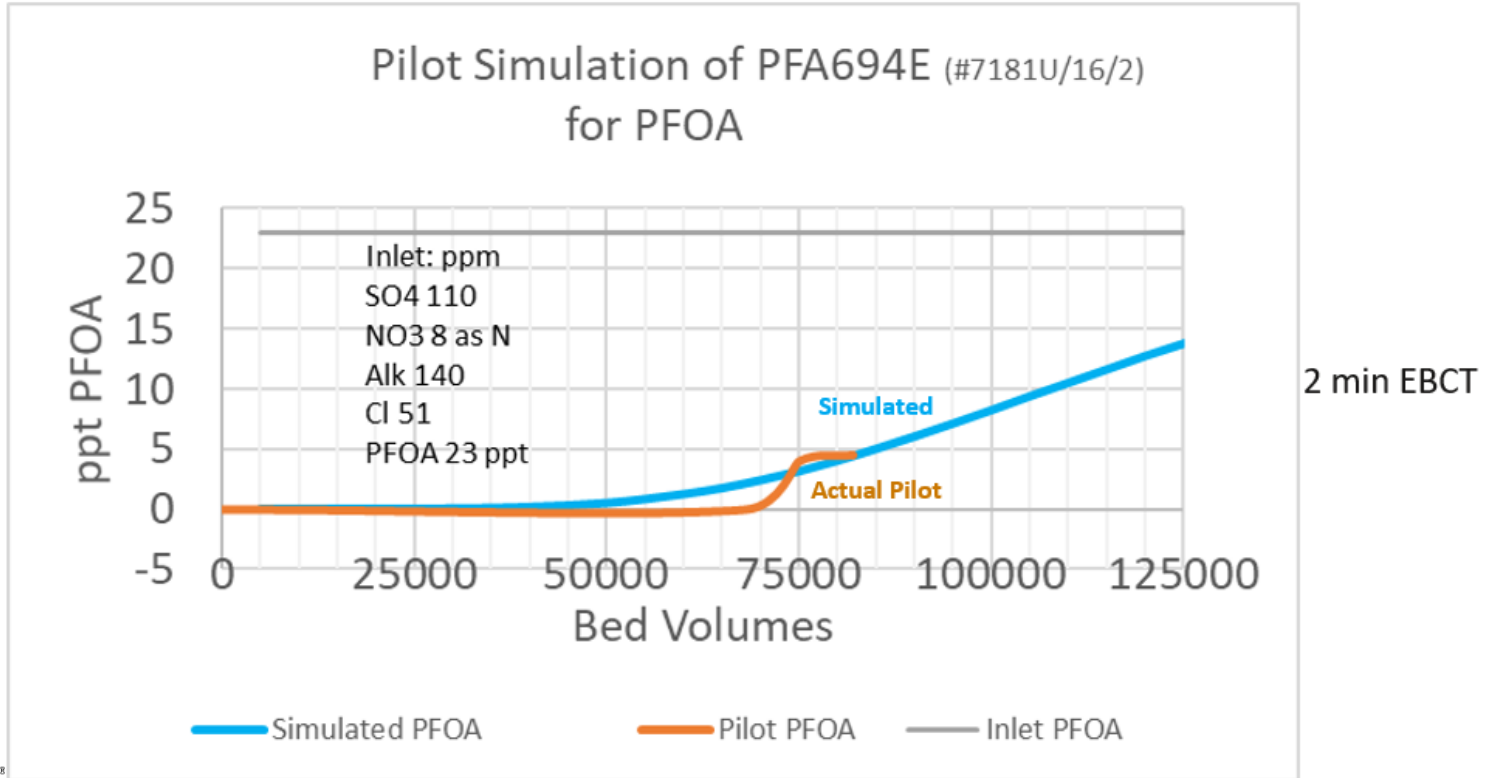 Pilot Simulation of PFA694E (#7181U/16/2)
for PFOA
25
20
15
10
5
0
-5
ppt PFOA
Inlet: ppm
SO4 110
NO3 8 as N
Alk 140
Cl 51
PFOA 23 ppt
Simulated
Actual Pilot
2 min EBCT
0 25000 50000 75000 100000 125000
Bed Volumes
Simulated PFOA Pilot PFOA Inlet PFOA